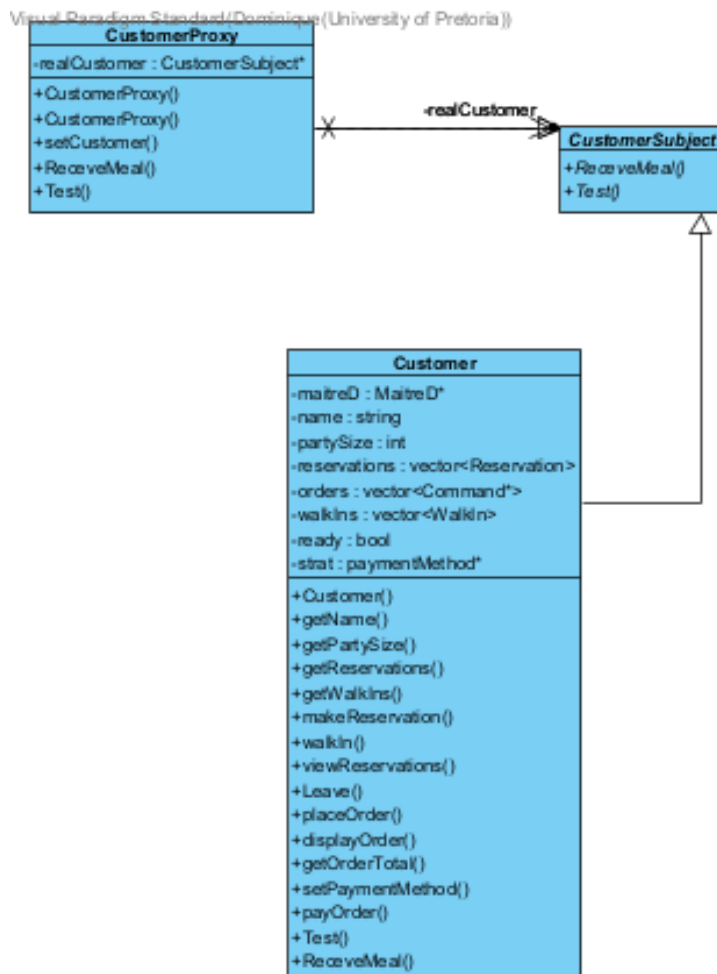 Visual Paradigm Standard(Dominique(University of Pretoria))
CustomerProxy
-realCustomer : CustomerSubject*
+CustomerProxy()
+CustomerProxy()
+setCustomer()
+ReceveMeal()
+Test()
-realCustomer
CustomerSubject
+ReceveMeal()
+Test()
Customer
-maitreD : MaitreD*
-name : string
-partySize : int
-reservations : vector<Reservation>
-orders : vector<Command*>
-walkIns : vector<WalkIn>
-ready : bool
-strat : paymentMethod*
+Customer()
+getName()
+getPartySize()
+getReservations()
+getWalkIns()
+makeReservation()
+walkIn()
+viewReservations()
+Leave()
+placeOrder()
+displayOrder()
+getOrderTotal()
+setPaymentMethod()
+payOrder()
+Test()
+ReceveMeal()